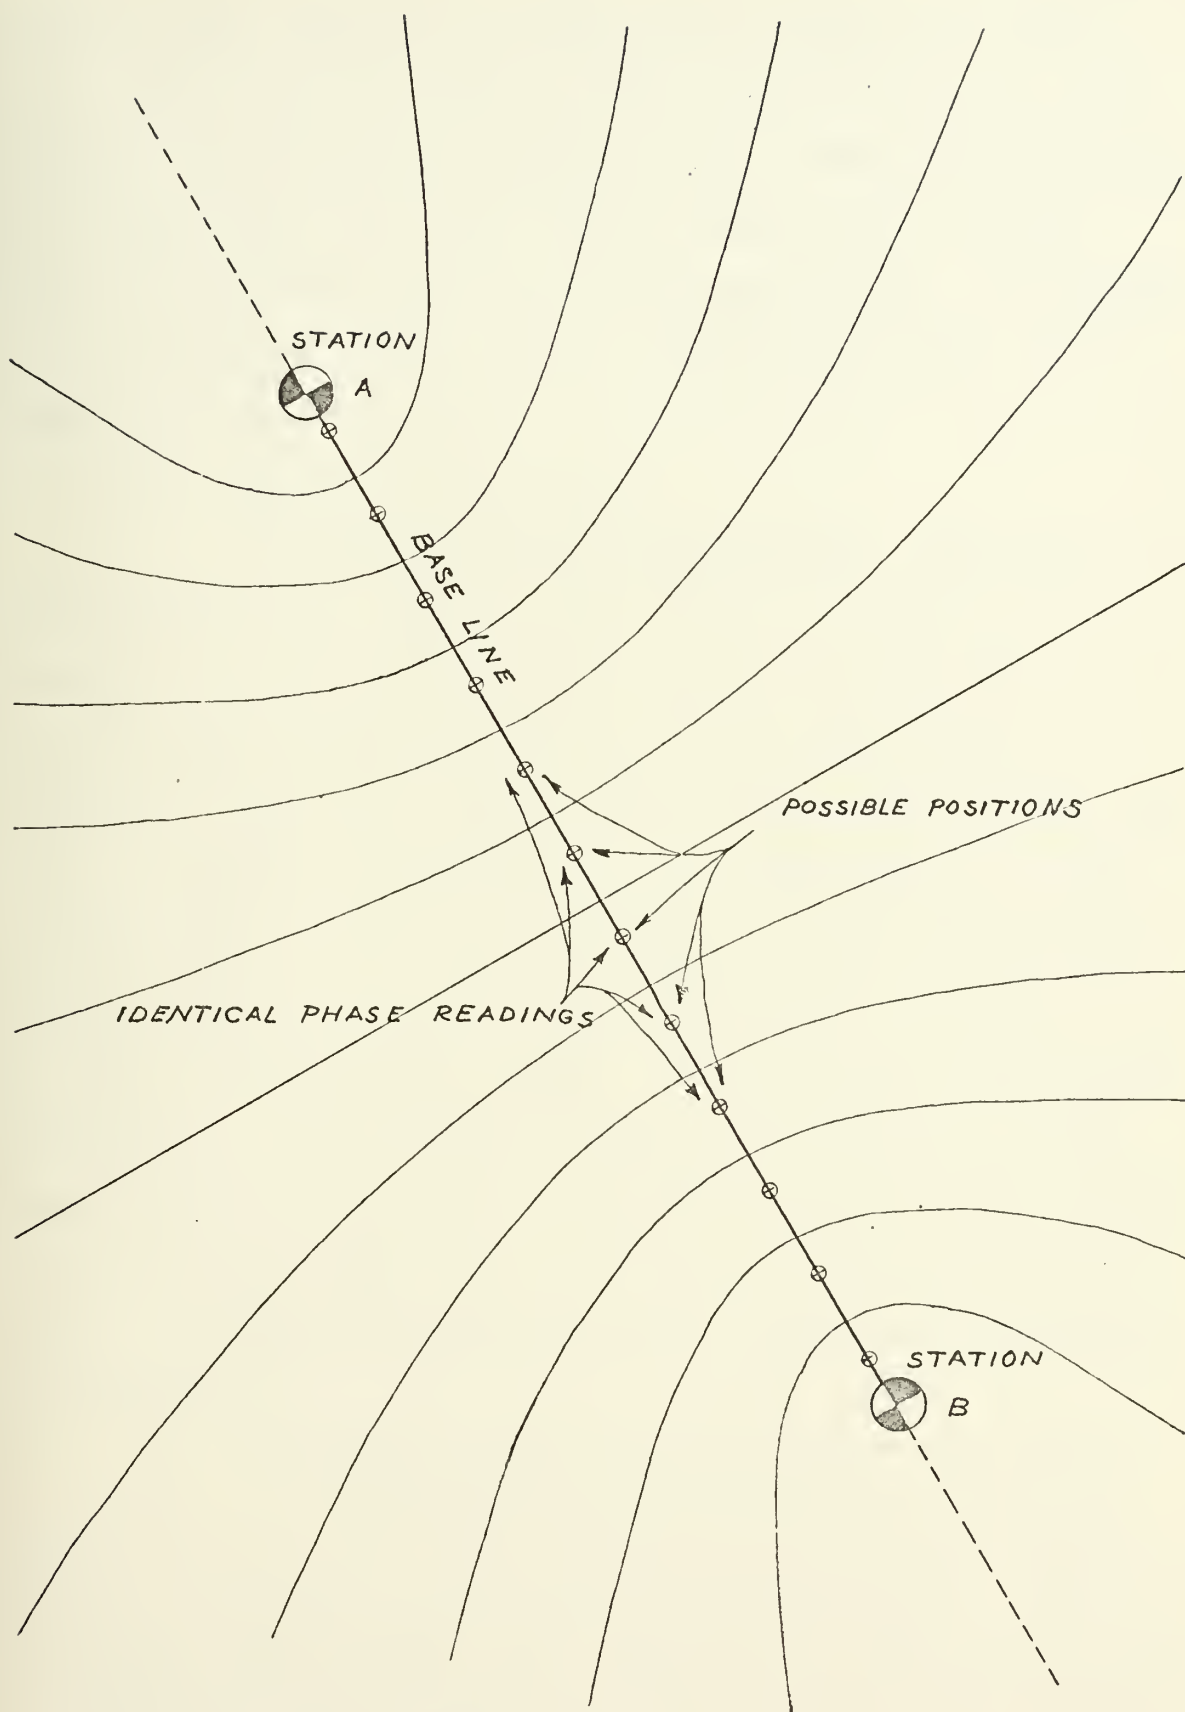 STATION
A
BASE LINE
POSSIBLE POSITIONS
IDENTICAL PHASE READINGS
STATION
B